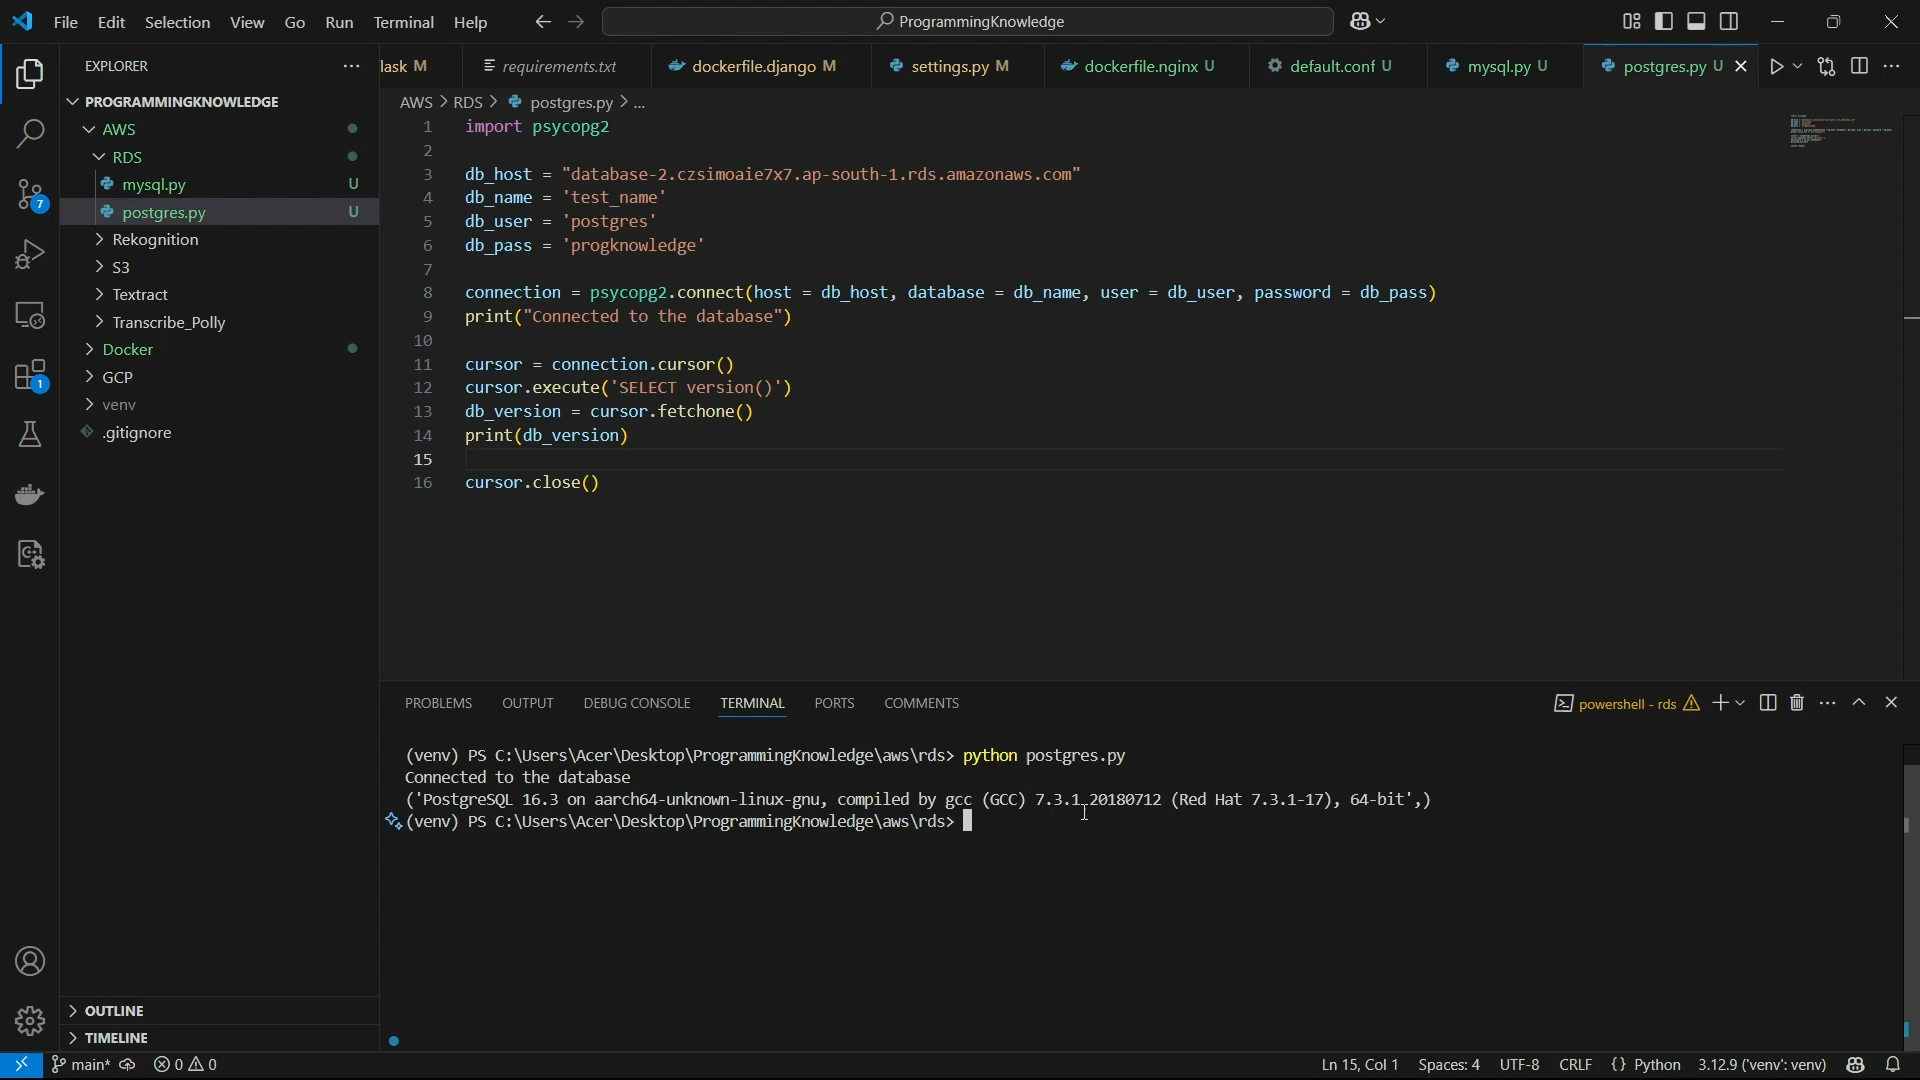 File Edit Selection View Go Run Terminal Help
ProgrammingKnowledge
EXPLORER
lask M
requirements.txt
dockerfile.django M
settings.py M
dockerfile.nginx U
default.conf U
mysql.py U
postgres.py U
PROGRAMMINGKNOWLEDGE
AWS
RDS
mysql.py U
postgres.py U
Rekognition
S3
Textract
Transcribe_Polly
Docker
GCP
venv
.gitignore
OUTLINE
TIMELINE
7
1
AWS > RDS > postgres.py > ...
1 import psycopg2
2
3 db_host = "database-2.czsimoaie7x7.ap-south-1.rds.amazonaws.com"
4 db_name = 'test_name'
5 db_user = 'postgres'
6 db_pass = 'progknowledge'
7
8 connection = psycopg2.connect(host = db_host, database = db_name, user = db_user, password = db_pass)
9 print("Connected to the database")
10
11 cursor = connection.cursor()
12 cursor.execute('SELECT version()')
13 db_version = cursor.fetchone()
14 print(db_version)
15
16 cursor.close()
PROBLEMS OUTPUT DEBUG CONSOLE TERMINAL PORTS COMMENTS
powershell - rds
(venv) PS C:\Users\Acer\Desktop\ProgrammingKnowledge\aws\rds> python postgres.py
Connected to the database
('PostgreSQL 16.3 on aarch64-unknown-linux-gnu, compiled by gcc (GCC) 7.3.1 20180712 (Red Hat 7.3.1-17), 64-bit',)
(venv) PS C:\Users\Acer\Desktop\ProgrammingKnowledge\aws\rds>
main* 0 0
Ln 15, Col 1 Spaces: 4 UTF-8 CRLF {} Python 3.12.9 ('venv': venv)